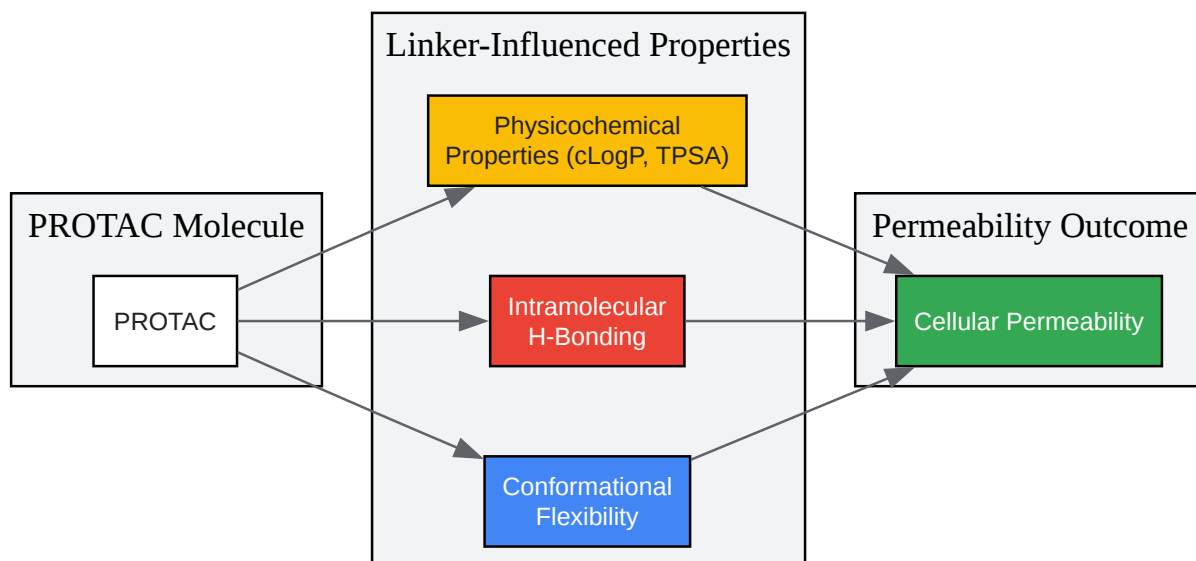 Linker-Influenced Properties
Physicochemical
Properties (cLogP, TPSA)
PROTAC Molecule
PROTAC
Intramolecular
H-Bonding
Conformational
Flexibility
Permeability Outcome
Cellular Permeability